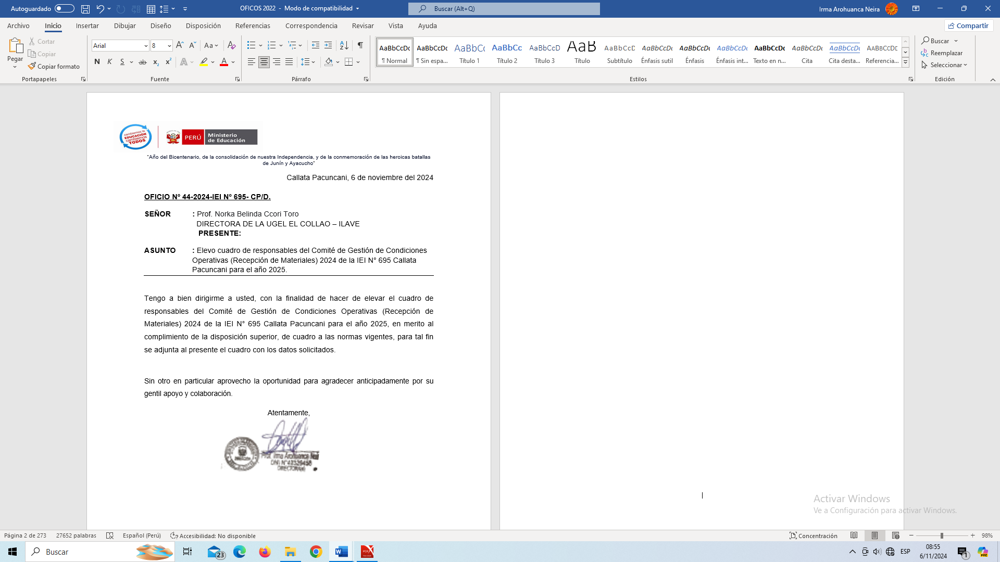 Autoguardado
OFICOS 2022 - Modo de compatibilidad
Buscar (Alt+Q)
Irma Arohuanca Neira
Archivo Inicio Insertar Dibujar Diseño Disposición Referencias Correspondencia Revisar Vista Ayuda
Compartir
Pegar
Cortar
Copiar
Copiar formato
Portapapeles
Arial 8
Fuente
Párrafo
AaBbCcDc AaBbCcDc AaBbCc AaBbCc AaBbCcD AaB AaBbCcD AaBbCcDc AaBbCcDc AaBbCcDc AaBbCcDc AaBbCcDc AaBbCcDc AABBCCDE
¶ Normal ¶ Sin espa... Título 1 Título 2 Título 3 Título Subtítulo Énfasis sutil Énfasis Énfasis int... Texto en n... Cita Cita desta... Referencia...
Estilos
Buscar
Reemplazar
Seleccionar
Edición
cambiemos la
EDUCACIÓN
cambiemos
TODOS
PERÚ
Ministerio
de Educación
“Año del Bicentenario, de la consolidación de nuestra Independencia, y de la conmemoración de las heroicas batallas
de Junín y Ayacucho”
Callata Pacuncani, 6 de noviembre del 2024
OFICIO Nº 44-2024-IEI Nº 695- CP/D.
SEÑOR : Prof. Norka Belinda Ccori Toro
DIRECTORA DE LA UGEL EL COLLAO – ILAVE
PRESENTE:
ASUNTO : Elevo cuadro de responsables del Comité de Gestión de Condiciones
Operativas (Recepción de Materiales) 2024 de la IEI N° 695 Callata
Pacuncani para el año 2025.
Tengo a bien dirigirme a usted, con la finalidad de hacer de elevar el cuadro de
responsables del Comité de Gestión de Condiciones Operativas (Recepción de
Materiales) 2024 de la IEI N° 695 Callata Pacuncani para el año 2025, en merito al
complimiento de la disposición superior, de cuadro a las normas vigentes, para tal fin
se adjunta al presente el cuadro con los datos solicitados.
Sin otro en particular aprovecho la oportunidad para agradecer anticipadamente por su
gentil apoyo y colaboración.
Atentamente,
Prof. Irma Arohuanca
DIRECTORA
Activar Windows
Ve a Configuración para activar Windows.
Página 2 de 273 27652 palabras Español (Perú) Accesibilidad: No disponible
Concentración 98%
Buscar
23
ESP
08:55
6/11/2024
1
PRE